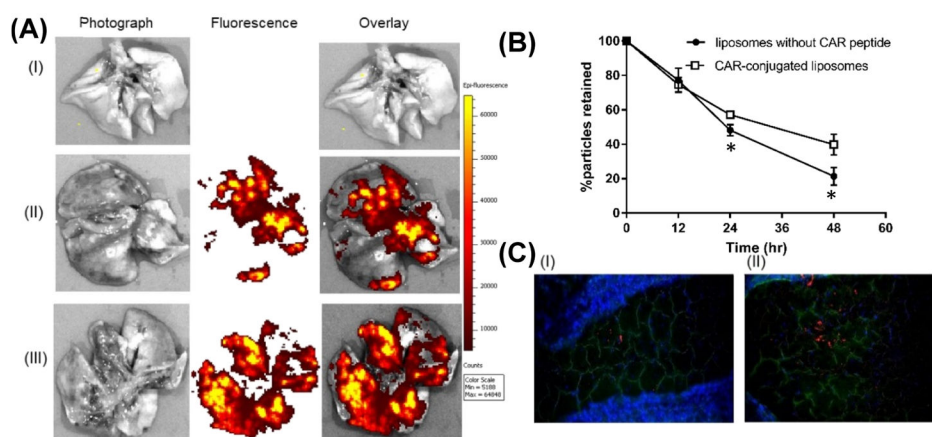 (A)
Photograph Fluorescence Overlay
(I)
(II)
(III)
Epi-fluorescence
60000
50000
40000
30000
20000
10000
Counts
Color Scale
Min = 5188
Max = 64848
(B)
liposomes without CAR peptide
CAR-conjugated liposomes
%particles retained
100
80
60
40
20
0
*
*
0 12 24 36 48 60
Time (hr)
(C)
(I)
(II)